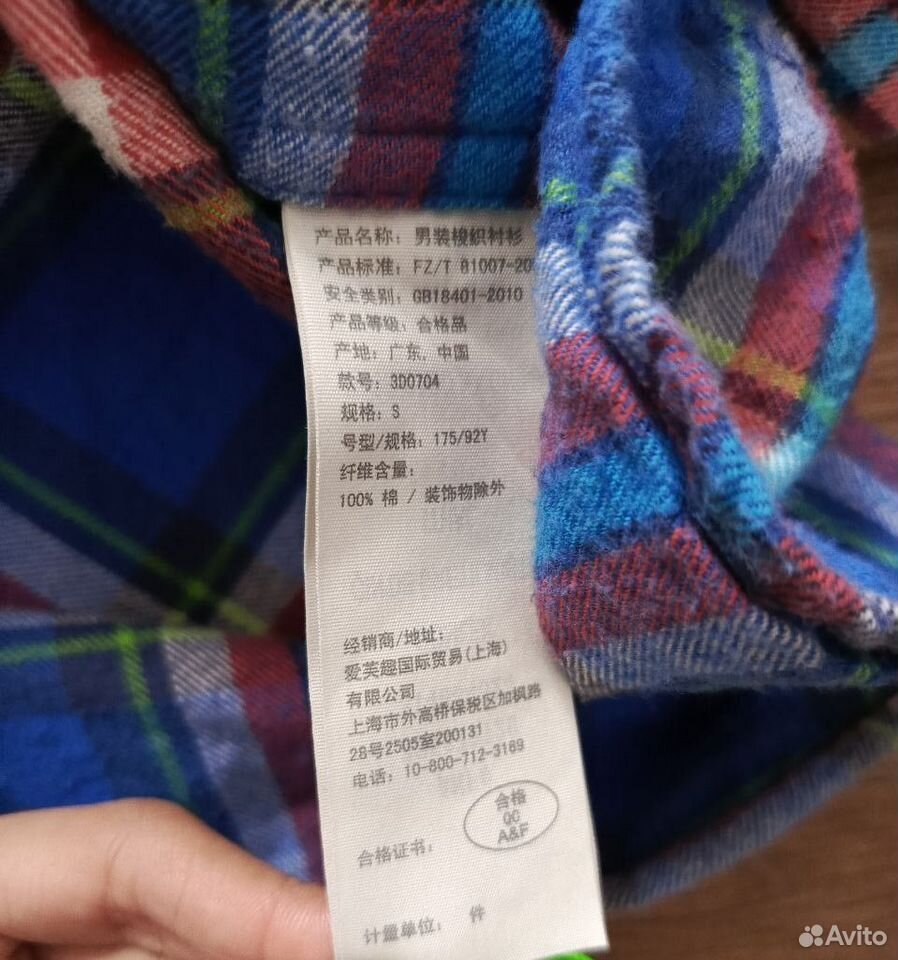 产品名称: 男装梭织衬衫
产品标准: FZ/T 81007-20
安全类别: GB18401-2010
产品等级: 合格品
产地: 广东, 中国
款号: 3D0704
规格: S
号型/规格: 175/92Y
纤维含量:
100% 棉 / 装饰物除外
经销商/地址:
爱芙趣国际贸易(上海)
有限公司
上海市外高桥保税区加枫路
28号2505室200131
电话: 10-800-712-3169
合格
QC
A&F
合格证书:
计量单位: 件
Avito